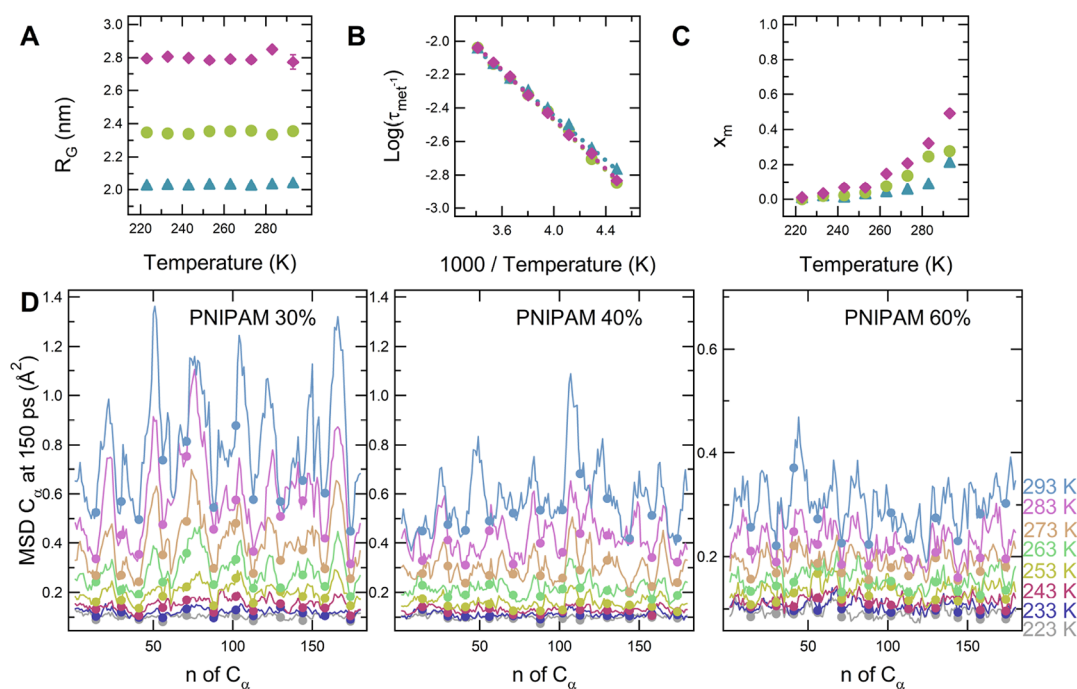 A
3.0
2.8
2.6
2.4
2.2
2.0
R_G (nm)
220 240 260 280
Temperature (K)
B
-2.0
-2.2
-2.4
-2.6
-2.8
-3.0
Log(τ_met^-1)
3.6 4.0 4.4
1000 / Temperature (K)
C
1.0
0.8
0.6
0.4
0.2
0.0
x_m
220 240 260 280
Temperature (K)
D
MSD C_α at 150 ps (Å²)
PNIPAM 30%
1.4
1.2
1.0
0.8
0.6
0.4
0.2
50 100 150
n of C_α
PNIPAM 40%
1.4
1.2
1.0
0.8
0.6
0.4
0.2
50 100 150
n of C_α
PNIPAM 60%
0.6
0.4
0.2
50 100 150
n of C_α
293 K
283 K
273 K
263 K
253 K
243 K
233 K
223 K